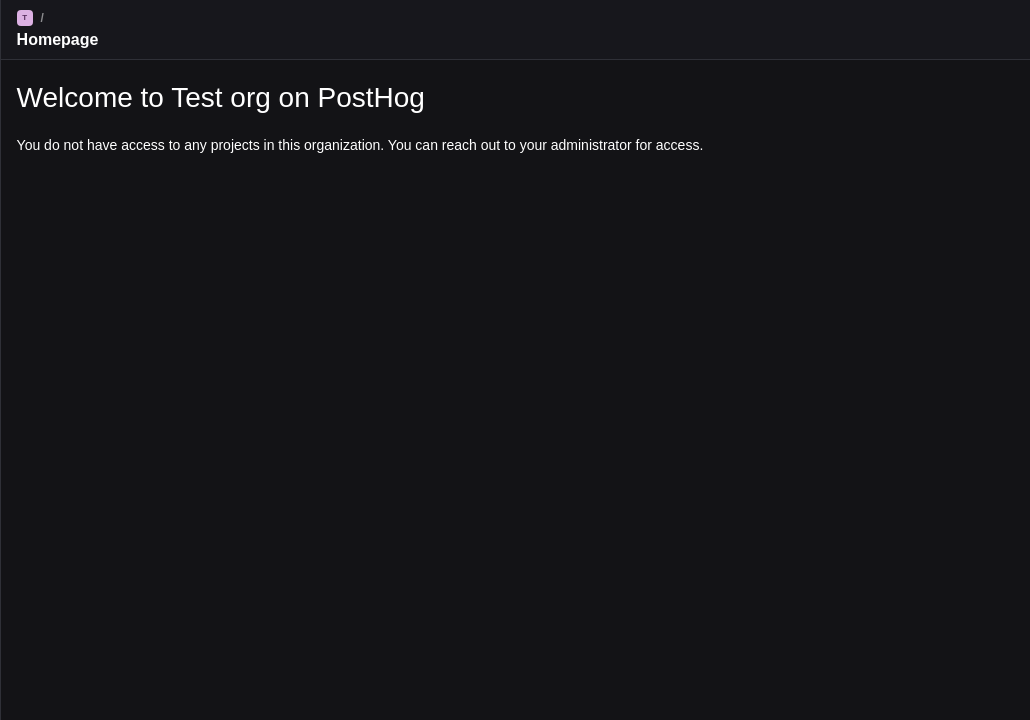 T /
Homepage
Welcome to Test org on PostHog
You do not have access to any projects in this organization. You can reach out to your administrator for access.